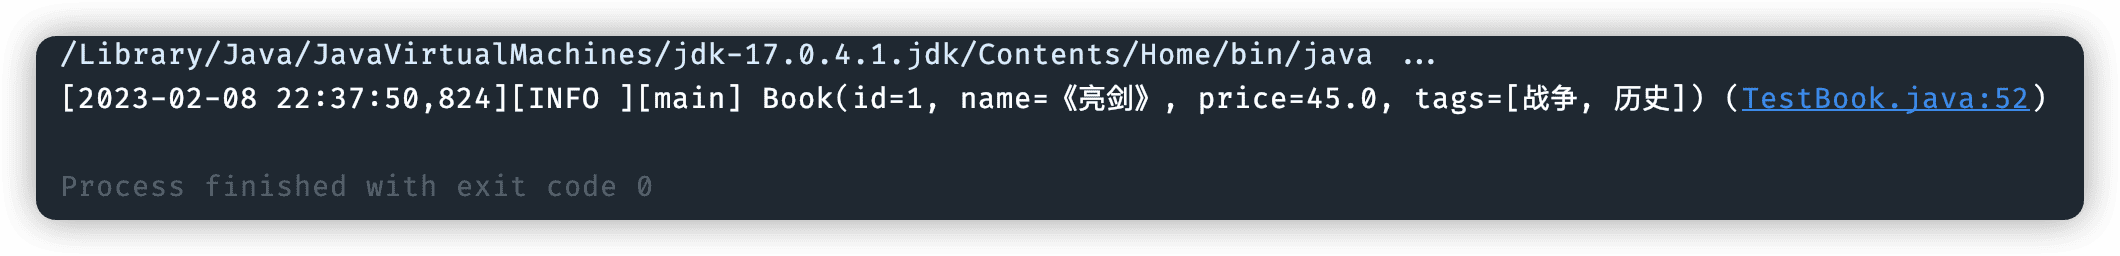 /Library/Java/JavaVirtualMachines/jdk-17.0.4.1.jdk/Contents/Home/bin/java ...
[2023-02-08 22:37:50,824][INFO ][main] Book(id=1, name=《亮剑》, price=45.0, tags=[战争, 历史]) (TestBook.java:52)
Process finished with exit code 0